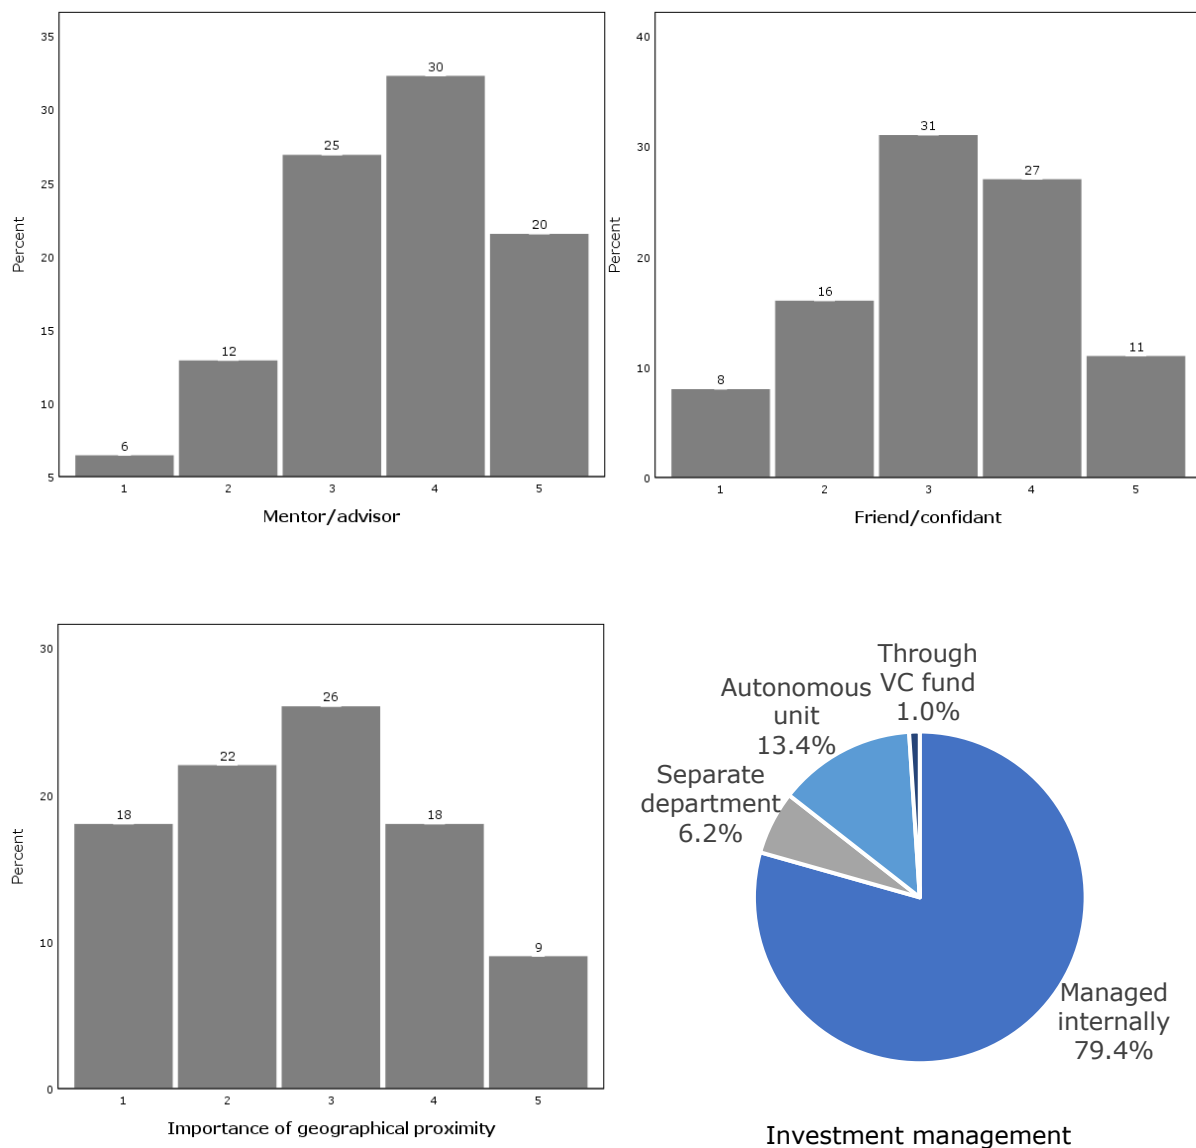 35
30
25
20
15
10
5
Percent
6
12
25
30
20
1 2 3 4 5
Mentor/advisor
40
30
20
10
0
Percent
8
16
31
27
11
1 2 3 4 5
Friend/confidant
30
20
10
0
Percent
18
22
26
18
9
1 2 3 4 5
Importance of geographical proximity
Through
VC fund
1.0%
Autonomous
unit
13.4%
Separate
department
6.2%
Managed
internally
79.4%
Investment management